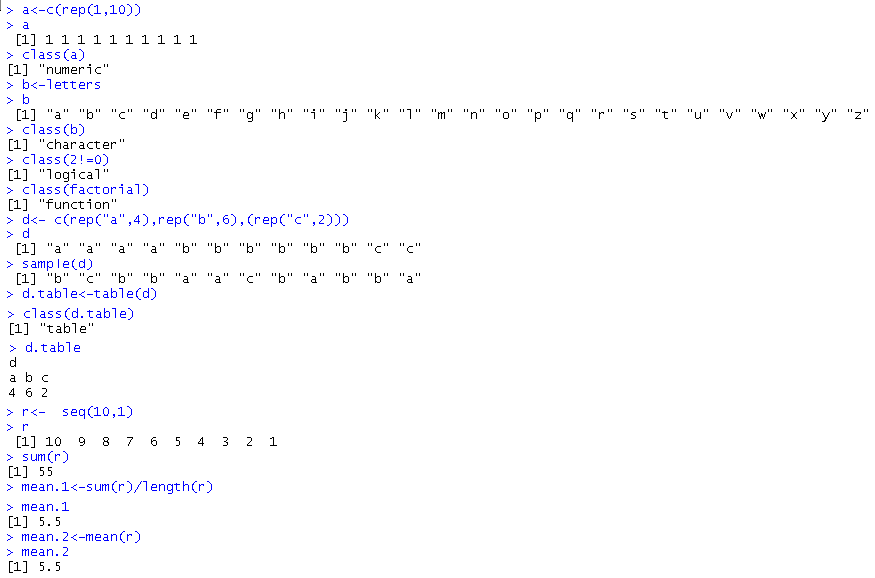 > a<-c(rep(1,10))
> a
 [1] 1 1 1 1 1 1 1 1 1 1
> class(a)
[1] "numeric"
> b<-letters
> b
 [1] "a" "b" "c" "d" "e" "f" "g" "h" "i" "j" "k" "l" "m" "n" "o" "p" "q" "r" "s" "t" "u" "v" "w" "x" "y" "z"
> class(b)
[1] "character"
> class(2!=0)
[1] "logical"
> class(factorial)
[1] "function"
> d<- c(rep("a",4),rep("b",6),(rep("c",2)))
> d
 [1] "a" "a" "a" "a" "b" "b" "b" "b" "b" "b" "c" "c"
> sample(d)
 [1] "b" "c" "b" "b" "a" "a" "c" "b" "a" "b" "b" "a"
> d.table<-table(d)
> class(d.table)
[1] "table"
> d.table
d
a b c
4 6 2
> r<-  seq(10,1)
> r
 [1] 10  9  8  7  6  5  4  3  2  1
> sum(r)
[1] 55
> mean.1<-sum(r)/length(r)
> mean.1
[1] 5.5
> mean.2<-mean(r)
> mean.2
[1] 5.5